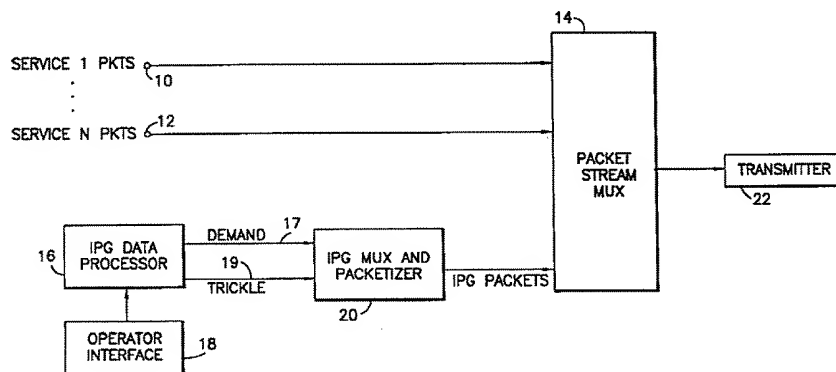 14
SERVICE 1 PKTS
10
SERVICE N PKTS
12
PACKET
STREAM
MUX
TRANSMITTER
22
16
IPG DATA
PROCESSOR
DEMAND
17
19
TRICKLE
IPG MUX AND
PACKETIZER
20
IPG PACKETS
OPERATOR
INTERFACE
18